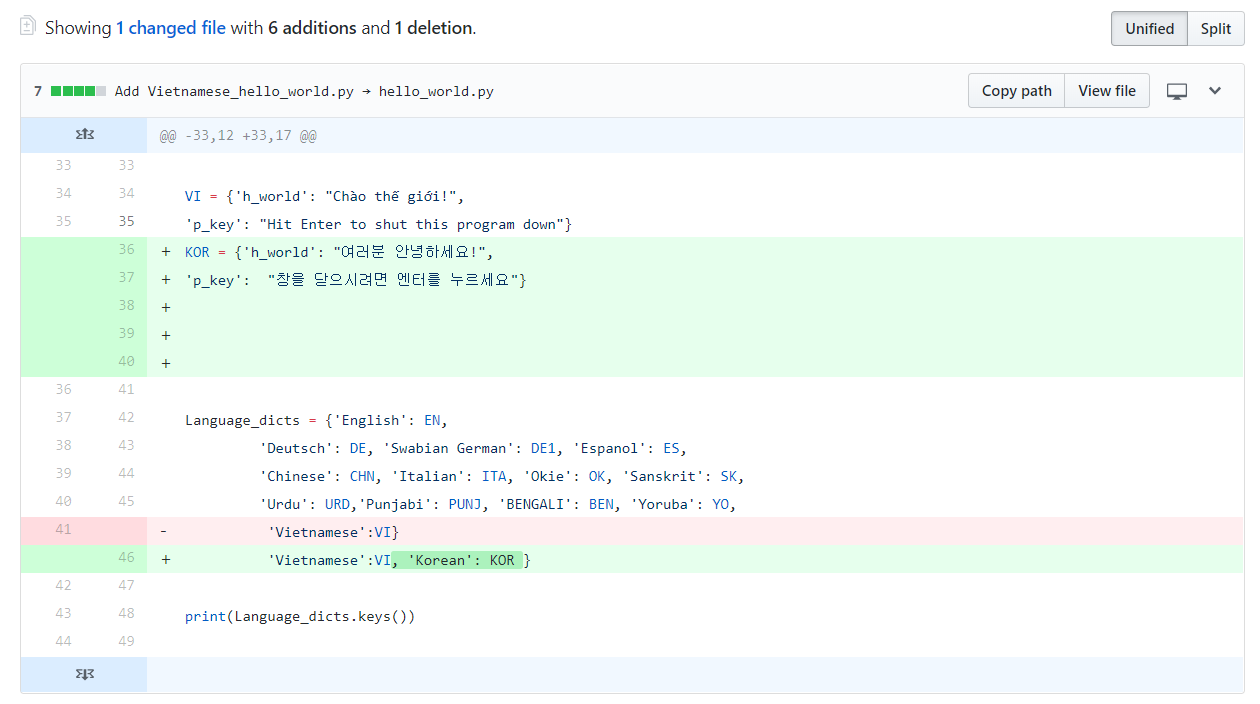 Showing 1 changed file with 6 additions and 1 deletion.
Unified Split
7 Add Vietnamese_hello_world.py → hello_world.py
Copy path View file
@@ -33,12 +33,17 @@
33 33
34 34 VI = {'h_world': "Chào thế giới!",
35 35 'p_key': "Hit Enter to shut this program down"}
36 + KOR = {'h_world': "여러분 안녕하세요!",
37 + 'p_key':  "창을 닫으시려면 엔터를 누르세요"}
38 +
39 +
40 +
36 41
37 42 Language_dicts = {'English': EN,
38 43 'Deutsch': DE, 'Swabian German': DE1, 'Espanol': ES,
39 44 'Chinese': CHN, 'Italian': ITA, 'Okie': OK, 'Sanskrit': SK,
40 45 'Urdu': URD,'Punjabi': PUNJ, 'BENGALI': BEN, 'Yoruba': YO,
41 - 'Vietnamese':VI}
46 + 'Vietnamese':VI, 'Korean': KOR }
42 47
43 48 print(Language_dicts.keys())
44 49